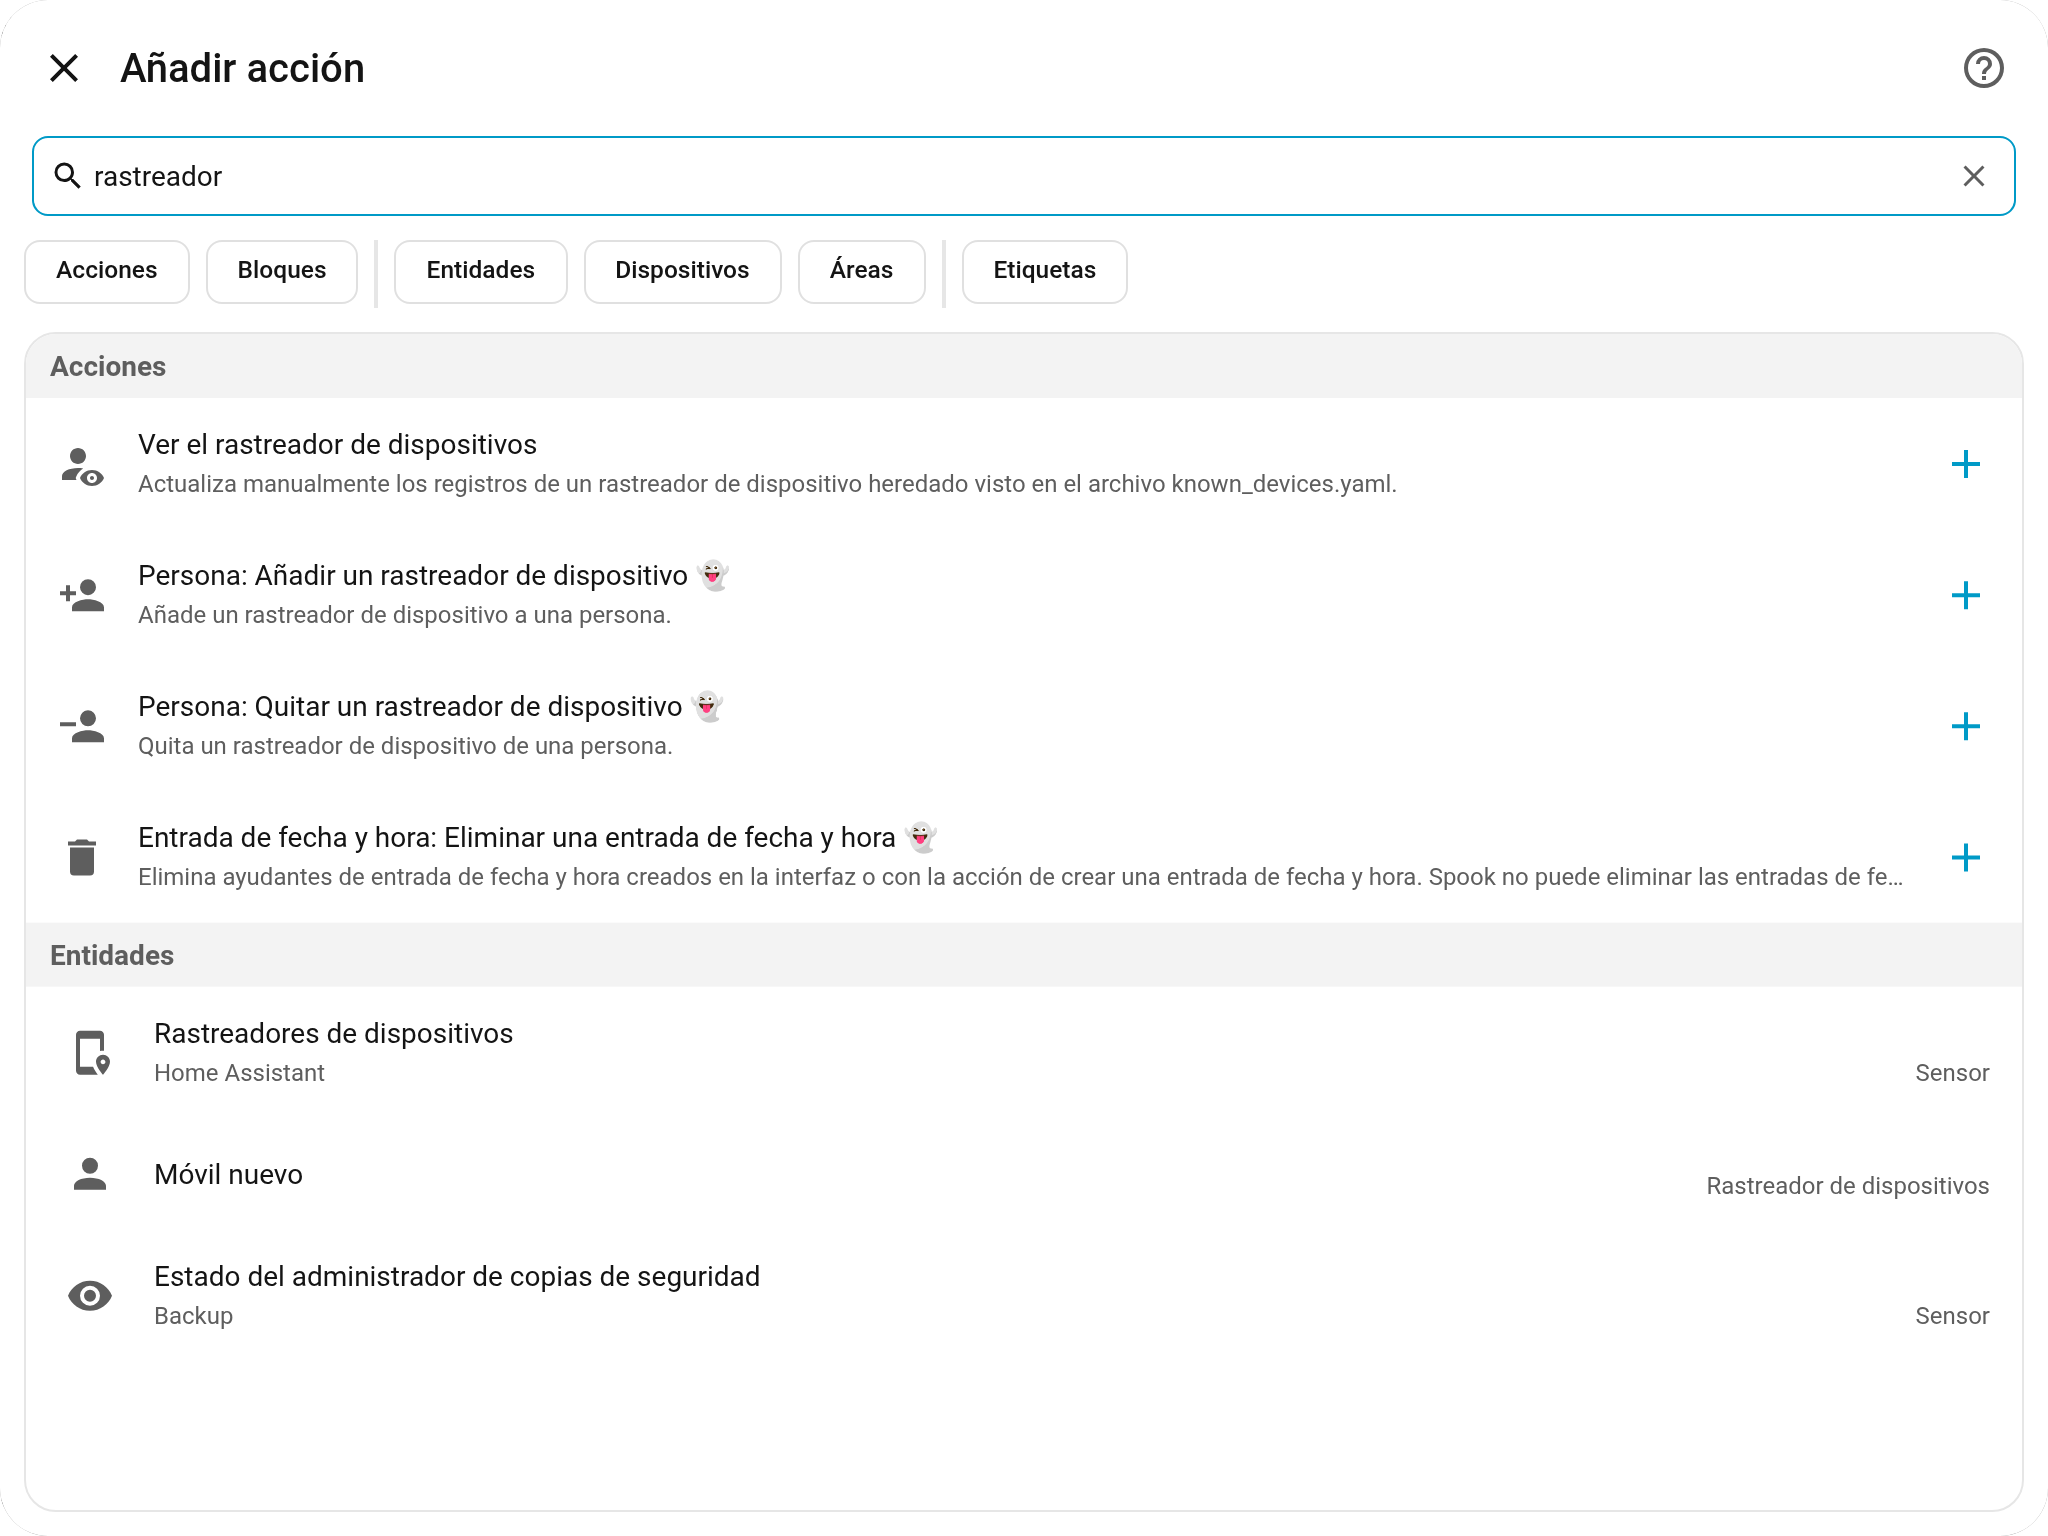 Añadir acción
rastreador
Acciones
Bloques
Entidades
Dispositivos
Áreas
Etiquetas
Acciones
Ver el rastreador de dispositivos
Actualiza manualmente los registros de un rastreador de dispositivo heredado visto en el archivo known_devices.yaml.
Persona: Añadir un rastreador de dispositivo 👻
Añade un rastreador de dispositivo a una persona.
Persona: Quitar un rastreador de dispositivo 👻
Quita un rastreador de dispositivo de una persona.
Entrada de fecha y hora: Eliminar una entrada de fecha y hora 👻
Elimina ayudantes de entrada de fecha y hora creados en la interfaz o con la acción de crear una entrada de fecha y hora. Spook no puede eliminar las entradas de fe…
Entidades
Rastreadores de dispositivos
Home Assistant
Sensor
Móvil nuevo
Rastreador de dispositivos
Estado del administrador de copias de seguridad
Backup
Sensor